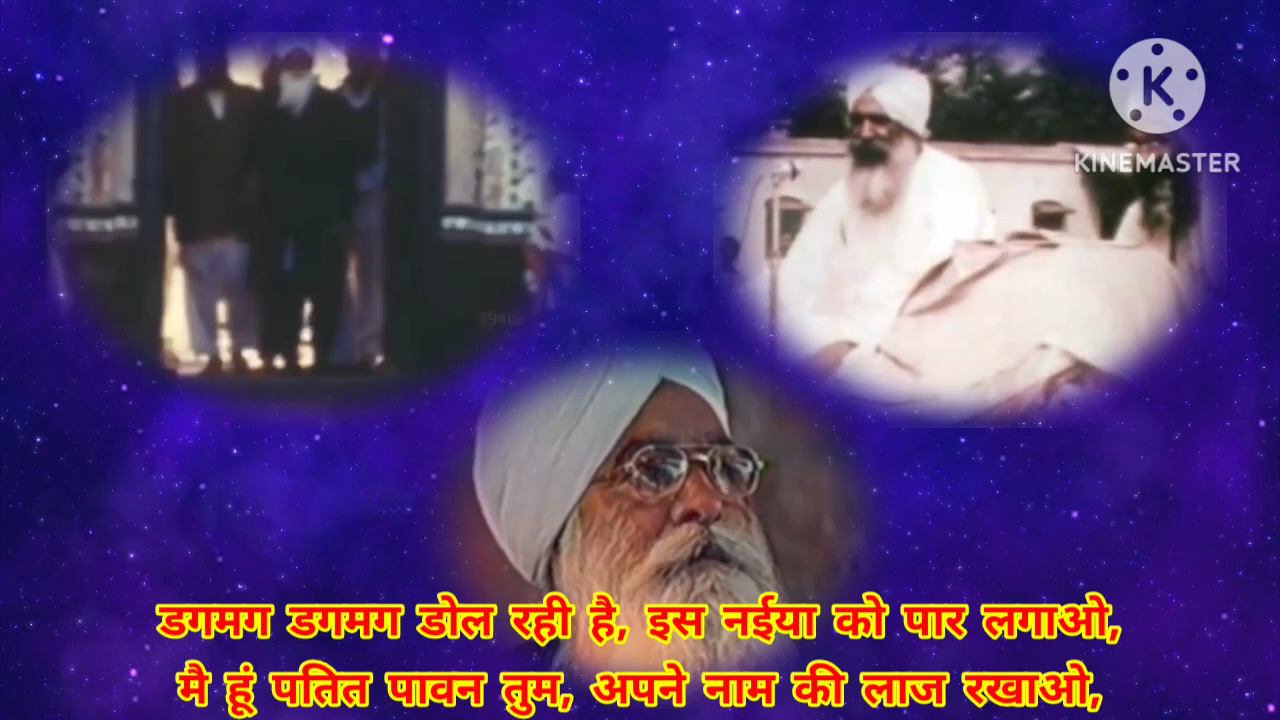 K
KINEMASTER
डगमग डगमग डोल रही है, इस नईया को पार लगाओ,
मै हूं पतित पावन तुम, अपने नाम की लाज रखाओ,